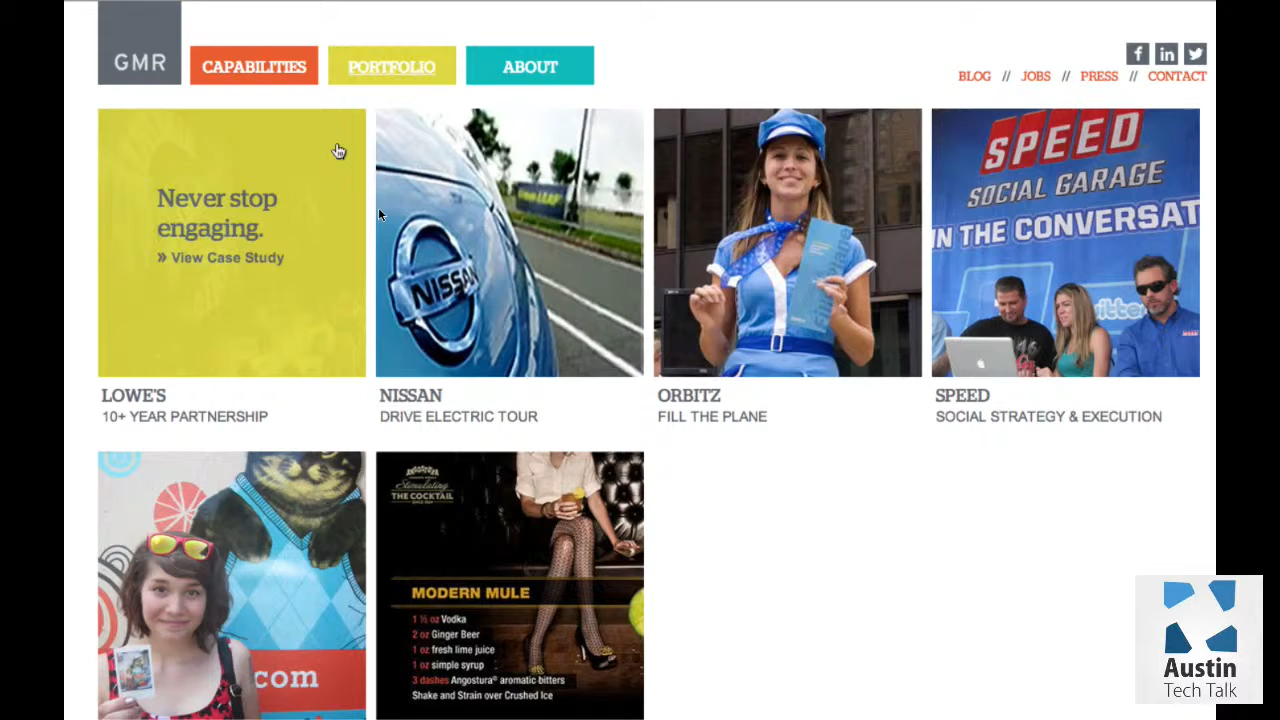 GMR
CAPABILITIES
PORTFOLIO
ABOUT
BLOG // JOBS // PRESS // CONTACT
Never stop
engaging.
» View Case Study
NISSAN
SPEED
SOCIAL GARAGE
IN THE CONVERSAT
LOWE'S
10+ YEAR PARTNERSHIP
NISSAN
DRIVE ELECTRIC TOUR
ORBITZ
FILL THE PLANE
SPEED
SOCIAL STRATEGY & EXECUTION
ANGOSTURA
Stimulating
THE COCKTAIL
MODERN MULE
1 ½ oz Vodka
2 oz Ginger Beer
1 oz fresh lime juice
1 oz simple syrup
3 dashes Angostura® aromatic bitters
Shake and Strain over Crushed Ice
com
Austin
Tech Talk